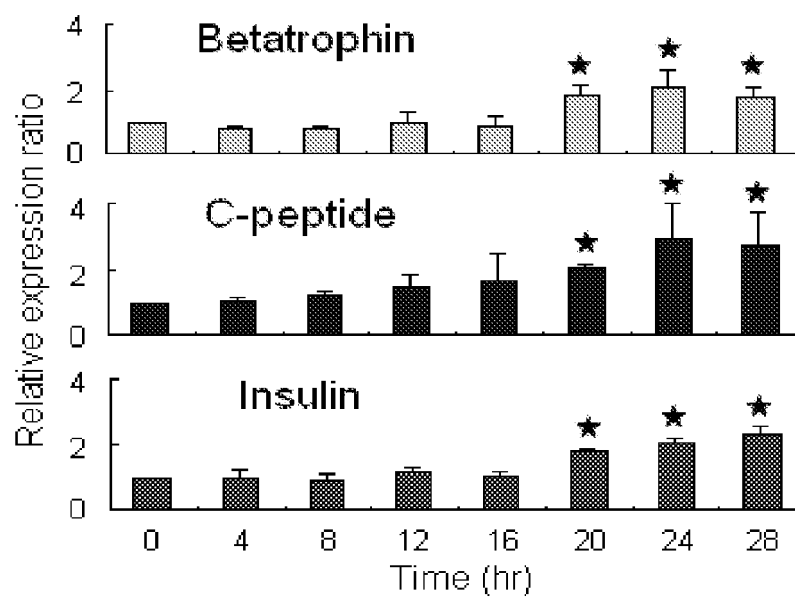 Relative expression ratio
4
Betatrophin
2
0
4
C-peptide
2
0
4
Insulin
2
0
0 4 8 12 16 20 24 28
Time (hr)